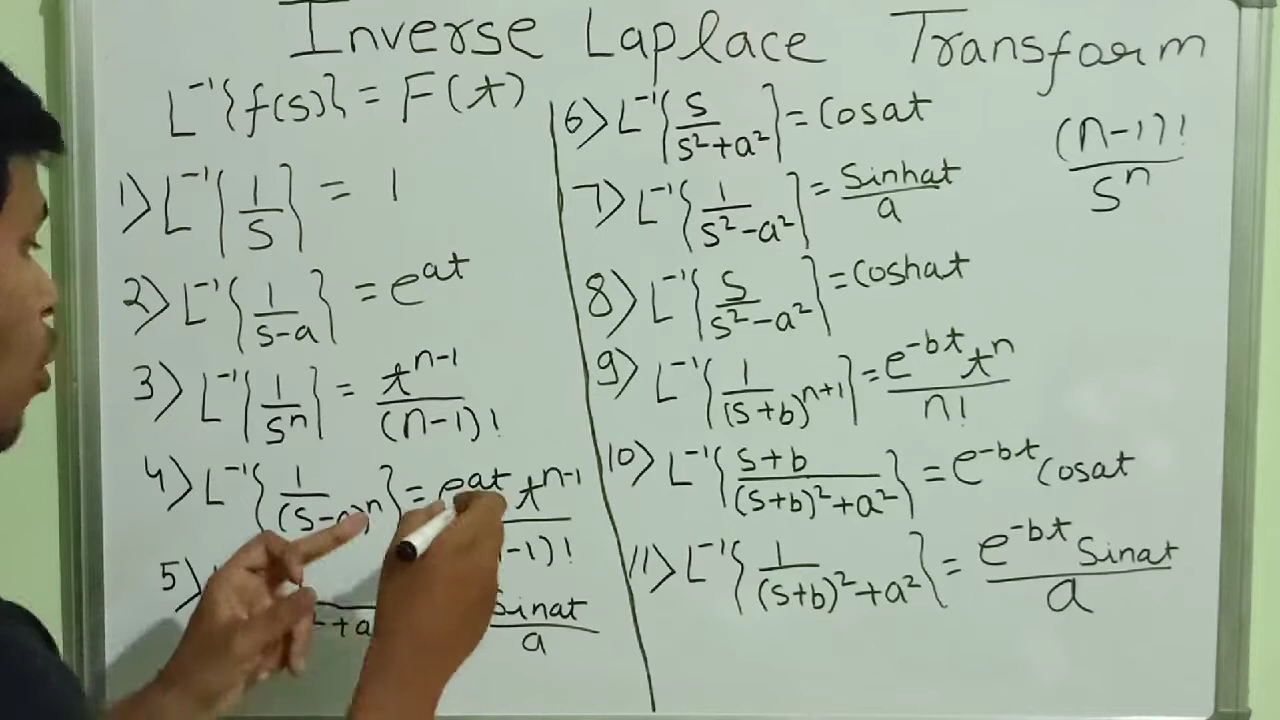 Inverse Laplace Transform
L⁻¹{f(s)} = F(t)
1) L⁻¹{1/s} = 1
2) L⁻¹{1/(s-a)} = e^(at)
3) L⁻¹{1/sⁿ} = t^(n-1)/(n-1)!
4) L⁻¹{1/(s-a)ⁿ} = e^(at) t^(n-1)/(n-1)!
5) +a Sinat/a
6) L⁻¹{s/(s²+a²)} = Cosat
7) L⁻¹{1/(s²-a²)} = Sinhat/a
8) L⁻¹{s/(s²-a²)} = coshat
9) L⁻¹{1/(s+b)^(n+1)} = e^(-bt) tⁿ/n!
10) L⁻¹{(s+b)/((s+b)²+a²)} = e^(-bt) Cosat
11) L⁻¹{1/((s+b)²+a²)} = e^(-bt) Sinat/a
(n-1)!/sⁿ